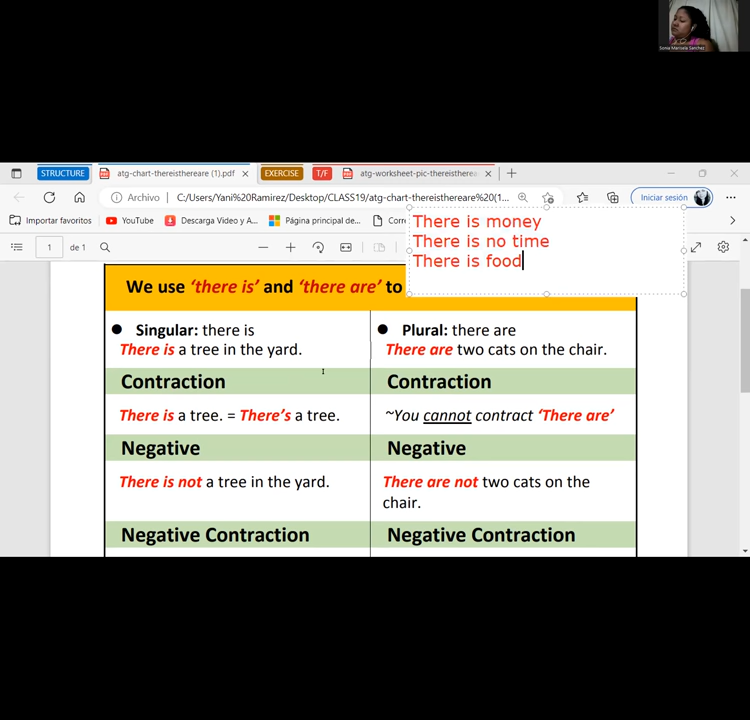 Sonia Marisela Sanchez
STRUCTURE
atg-chart-thereisthereare (1).pdf
EXERCISE
T/F
atg-worksheet-pic-thereistherea
Archivo
C:/Users/Yani%20Ramirez/Desktop/CLASS19/atg-chart-thereisthereare%20(1...
Iniciar sesión
Importar favoritos
YouTube
Descarga Video y A...
Página principal de...
Corre
1
de 1
There is money
There is no time
There is food
We use ‘there is’ and ‘there are’ to
Singular: there is
There is a tree in the yard.
Plural: there are
There are two cats on the chair.
Contraction
Contraction
There is a tree. = There’s a tree.
~You cannot contract ‘There are’
Negative
Negative
There is not a tree in the yard.
There are not two cats on the
chair.
Negative Contraction
Negative Contraction